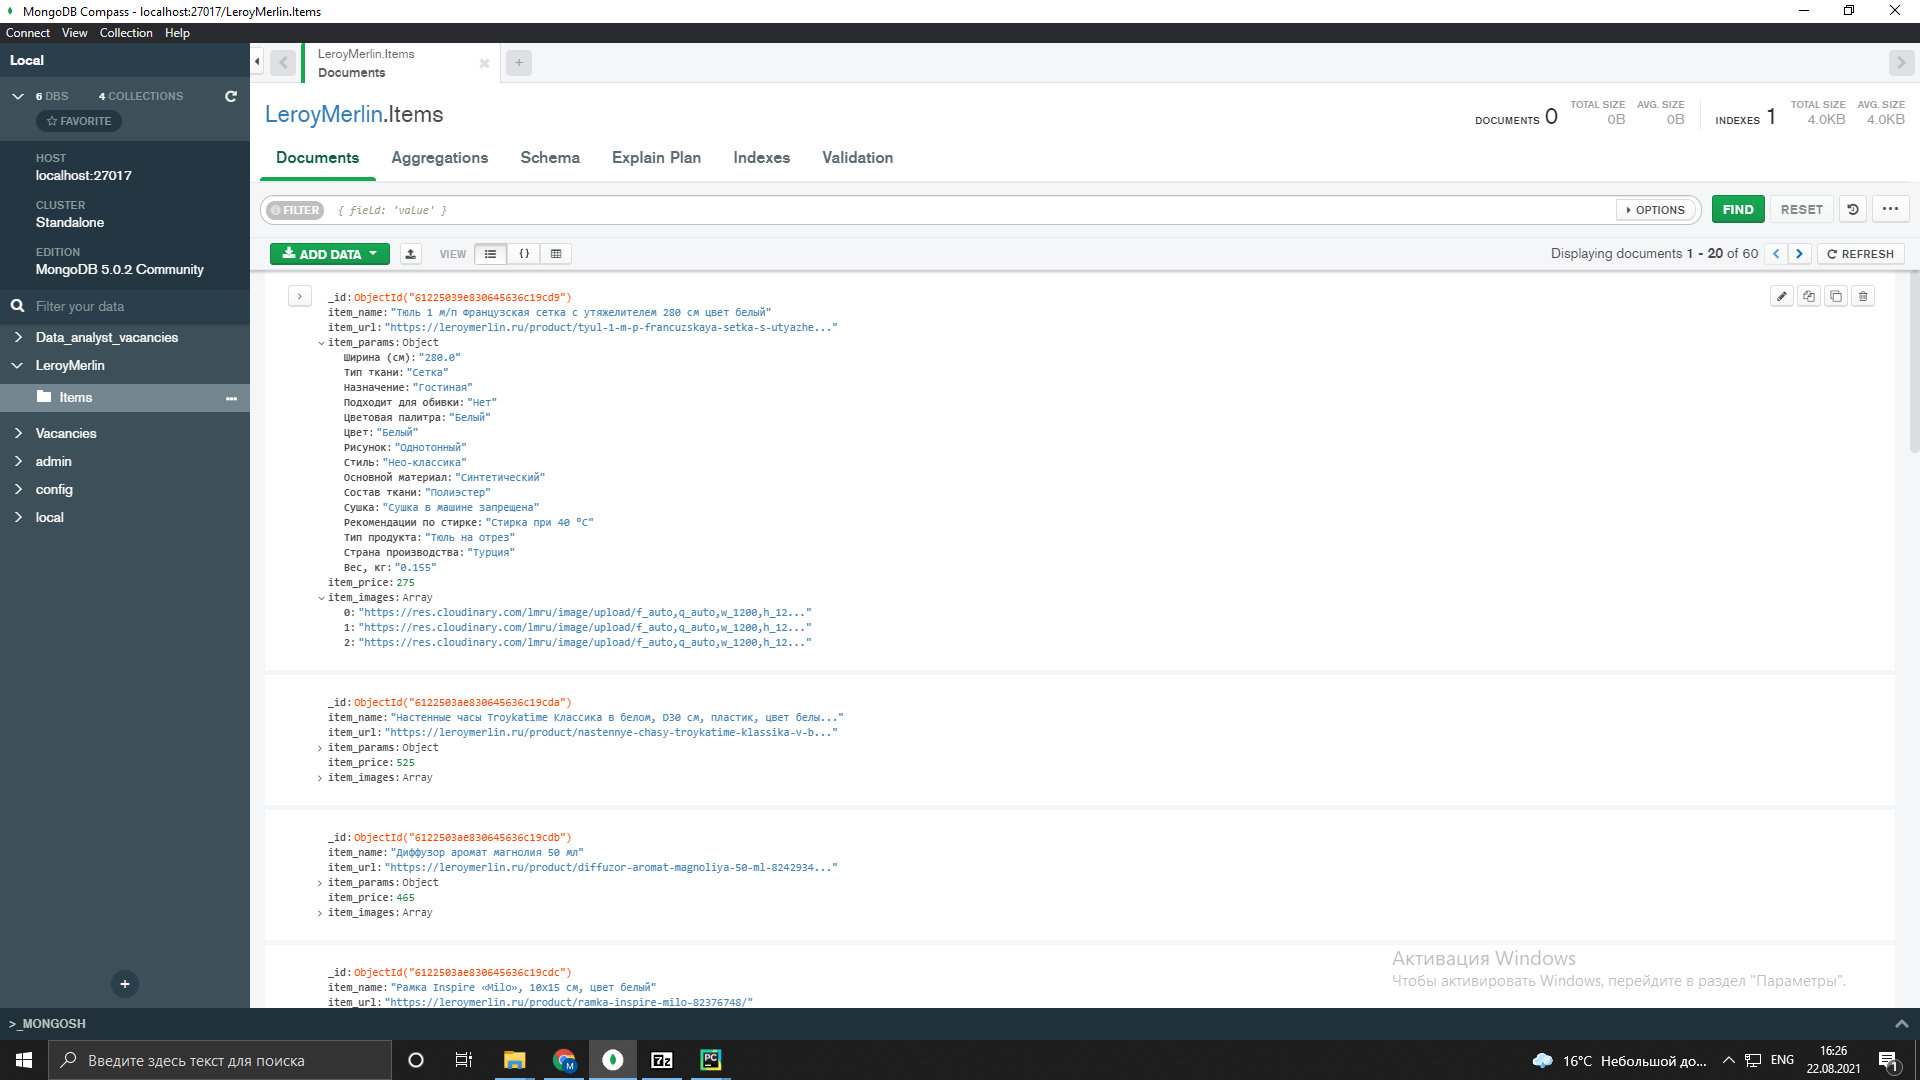 MongoDB Compass - localhost:27017/LeroyMerlin.Items
Connect View Collection Help
Local
6 DBS 4 COLLECTIONS
FAVORITE
HOST
localhost:27017
CLUSTER
Standalone
EDITION
MongoDB 5.0.2 Community
Filter your data
Data_analyst_vacancies
LeroyMerlin
Items
Vacancies
admin
config
local
LeroyMerlin.Items
Documents
LeroyMerlin.Items
DOCUMENTS 0 TOTAL SIZE 0B AVG. SIZE 0B INDEXES 1 TOTAL SIZE 4.0KB AVG. SIZE 4.0KB
Documents Aggregations Schema Explain Plan Indexes Validation
FILTER { field: 'value' } OPTIONS FIND RESET
ADD DATA VIEW {} Displaying documents 1 - 20 of 60 REFRESH
_id: ObjectId("61225039e830645636c19cd9")
item_name: "Тюль 1 м/п Французская сетка с утяжелителем 280 см цвет белый"
item_url: "https://leroymerlin.ru/product/tyul-1-m-p-francuzskaya-setka-s-utyazhe..."
item_params: Object
Ширина (см): "280.0"
Тип ткани: "Сетка"
Назначение: "Гостиная"
Подходит для обивки: "Нет"
Цветовая палитра: "Белый"
Цвет: "Белый"
Рисунок: "Однотонный"
Стиль: "Нео-классика"
Основной материал: "Синтетический"
Состав ткани: "Полиэстер"
Сушка: "Сушка в машине запрещена"
Рекомендации по стирке: "Стирка при 40 °C"
Тип продукта: "Тюль на отрез"
Страна производства: "Турция"
Вес, кг: "0.155"
item_price: 275
item_images: Array
0: "https://res.cloudinary.com/lmru/image/upload/f_auto,q_auto,w_1200,h_12..."
1: "https://res.cloudinary.com/lmru/image/upload/f_auto,q_auto,w_1200,h_12..."
2: "https://res.cloudinary.com/lmru/image/upload/f_auto,q_auto,w_1200,h_12..."
_id: ObjectId("6122503ae830645636c19cda")
item_name: "Настенные часы Troykatime Классика в белом, D30 см, пластик, цвет белы..."
item_url: "https://leroymerlin.ru/product/nastennye-chasy-troykatime-klassika-v-b..."
item_params: Object
item_price: 525
item_images: Array
_id: ObjectId("6122503ae830645636c19cdb")
item_name: "Диффузор аромат магнолия 50 мл"
item_url: "https://leroymerlin.ru/product/diffuzor-aromat-magnoliya-50-ml-8242934..."
item_params: Object
item_price: 465
item_images: Array
_id: ObjectId("6122503ae830645636c19cdc")
item_name: "Рамка Inspire «Milo», 10x15 см, цвет белый"
item_url: "https://leroymerlin.ru/product/ramka-inspire-milo-82376748/"
Активация Windows
Чтобы активировать Windows, перейдите в раздел "Параметры".
>_MONGOSH
Введите здесь текст для поиска
M
7z
PC
16°C Небольшой до...
ENG
16:26
22.08.2021
1